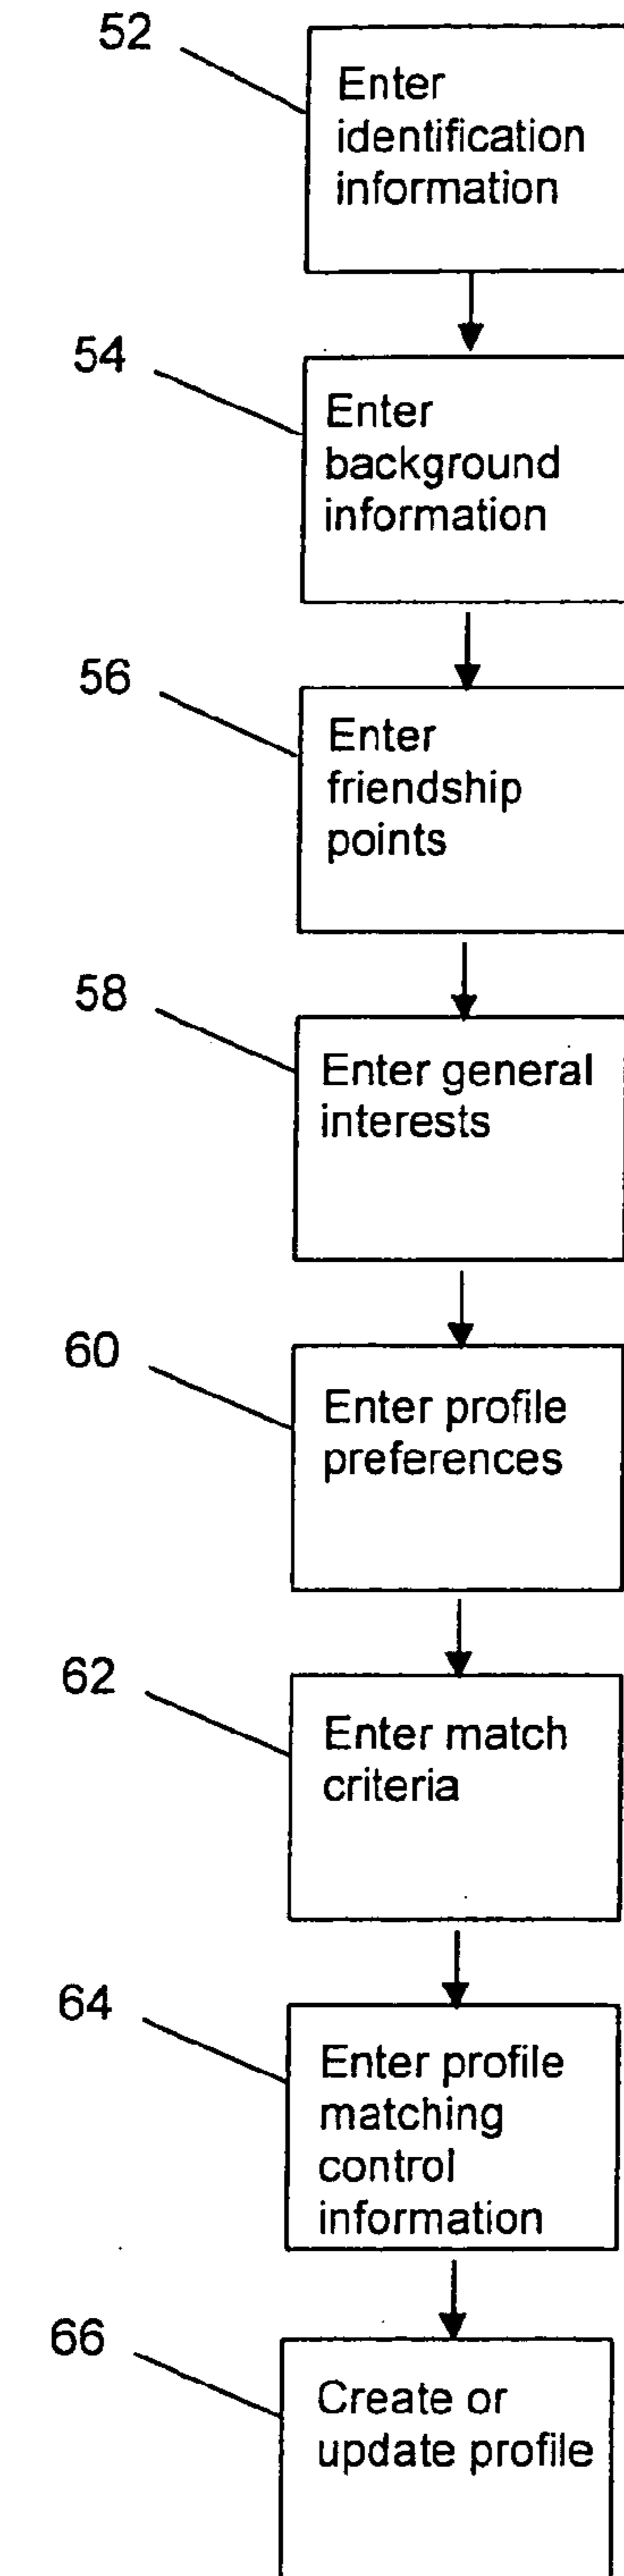 52
Enter
identification
information
54
Enter
background
information
56
Enter
friendship
points
58
Enter general
interests
60
Enter profile
preferences
62
Enter match
criteria
64
Enter profile
matching
control
information
66
Create or
update profile